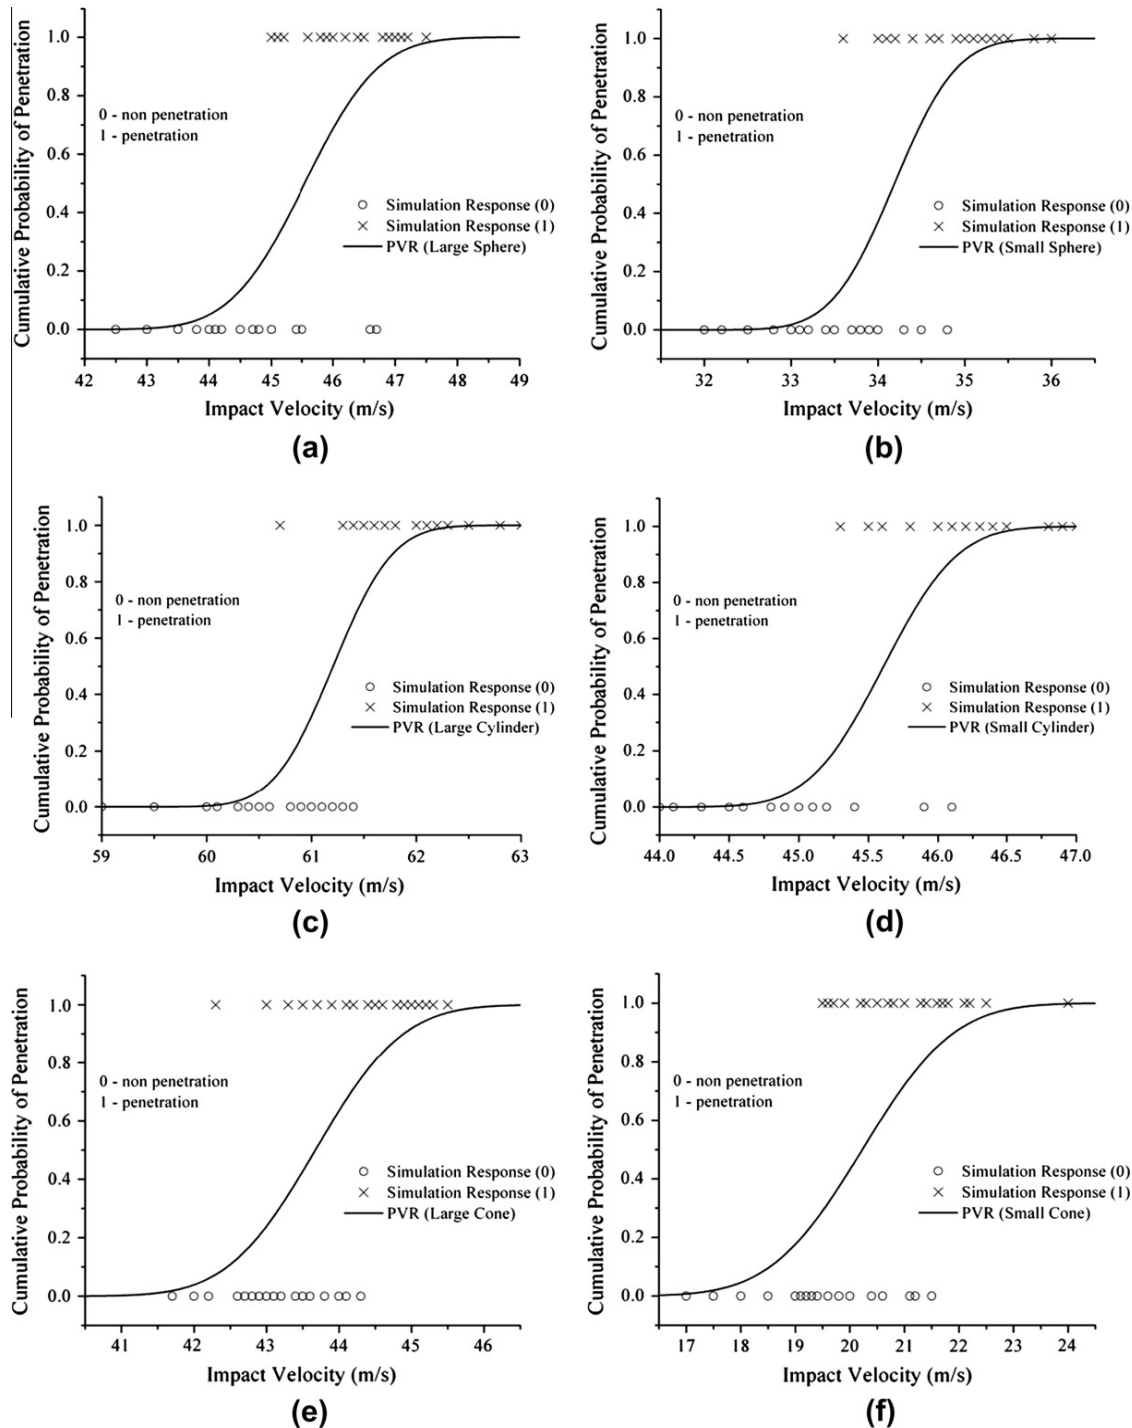 Cumulative Probability of Penetration
1.0
0.8
0.6
0.4
0.2
0.0
0 - non penetration
1 - penetration
Simulation Response (0)
Simulation Response (1)
PVR (Large Sphere)
42 43 44 45 46 47 48 49
Impact Velocity (m/s)
(a)
Cumulative Probability of Penetration
1.0
0.8
0.6
0.4
0.2
0.0
0 - non penetration
1 - penetration
Simulation Response (0)
Simulation Response (1)
PVR (Small Sphere)
32 33 34 35 36
Impact Velocity (m/s)
(b)
Cumulative Probability of Penetration
1.0
0.8
0.6
0.4
0.2
0.0
0 - non penetration
1 - penetration
Simulation Response (0)
Simulation Response (1)
PVR (Large Cylinder)
59 60 61 62 63
Impact Velocity (m/s)
(c)
Cumulative Probability of Penetration
1.0
0.8
0.6
0.4
0.2
0.0
0 - non penetration
1 - penetration
Simulation Response (0)
Simulation Response (1)
PVR (Small Cylinder)
44.0 44.5 45.0 45.5 46.0 46.5 47.0
Impact Velocity (m/s)
(d)
Cumulative Probability of Penetration
1.0
0.8
0.6
0.4
0.2
0.0
0 - non penetration
1 - penetration
Simulation Response (0)
Simulation Response (1)
PVR (Large Cone)
41 42 43 44 45 46
Impact Velocity (m/s)
(e)
Cumulative Probability of Penetration
1.0
0.8
0.6
0.4
0.2
0.0
0 - non penetration
1 - penetration
Simulation Response (0)
Simulation Response (1)
PVR (Small Cone)
17 18 19 20 21 22 23 24
Impact Velocity (m/s)
(f)